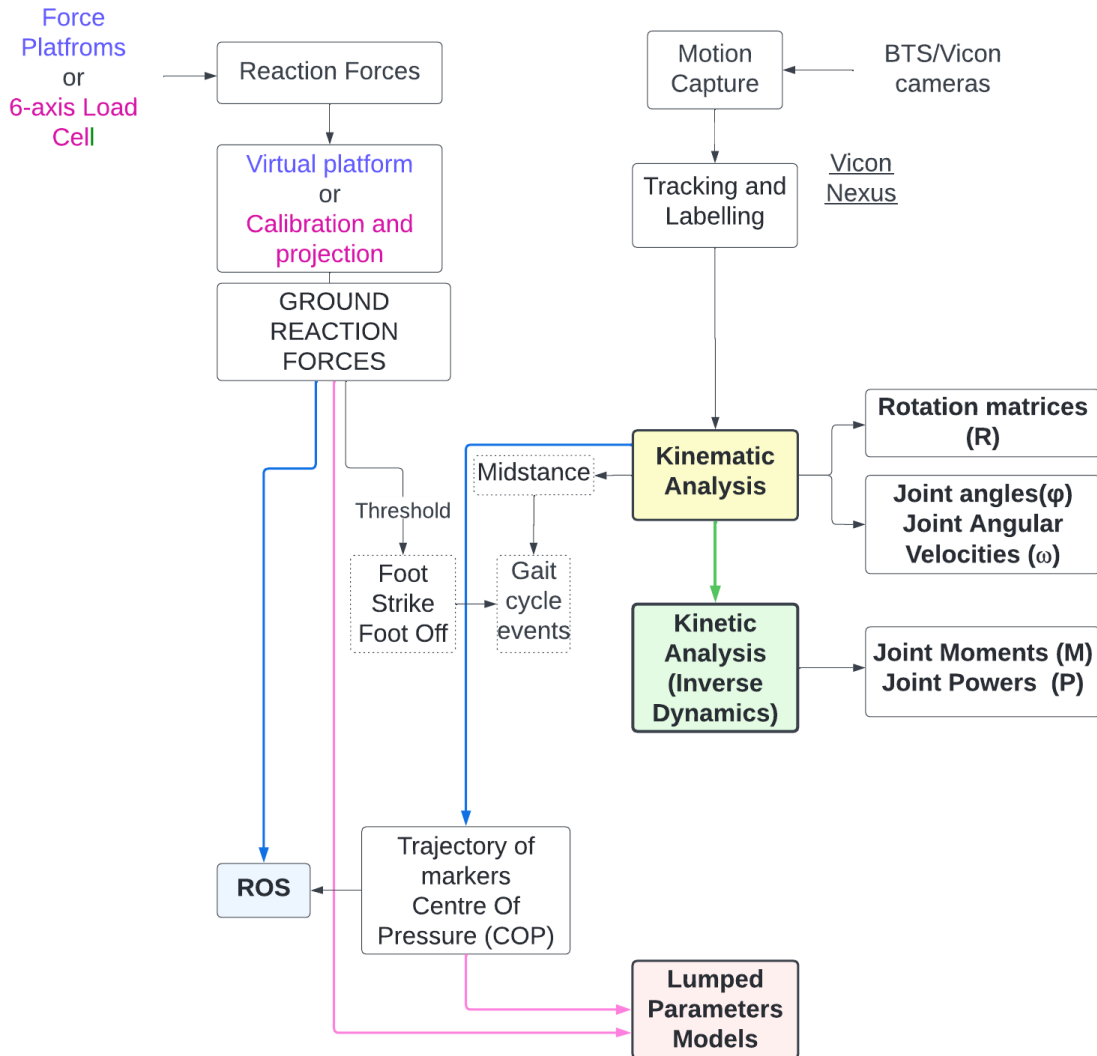 Force
Platfroms
or
6-axis Load
Cell
Reaction Forces
Virtual platform
or
Calibration and
projection
GROUND
REACTION
FORCES
Motion
Capture
BTS/Vicon
cameras
Tracking and
Labelling
Vicon
Nexus
Kinematic
Analysis
Rotation matrices
(R)
Joint angles(φ)
Joint Angular
Velocities (ω)
Midstance
Threshold
Foot
Strike
Foot Off
Gait
cycle
events
Kinetic
Analysis
(Inverse
Dynamics)
Joint Moments (M)
Joint Powers (P)
Trajectory of
markers
Centre Of
Pressure (COP)
ROS
Lumped
Parameters
Models